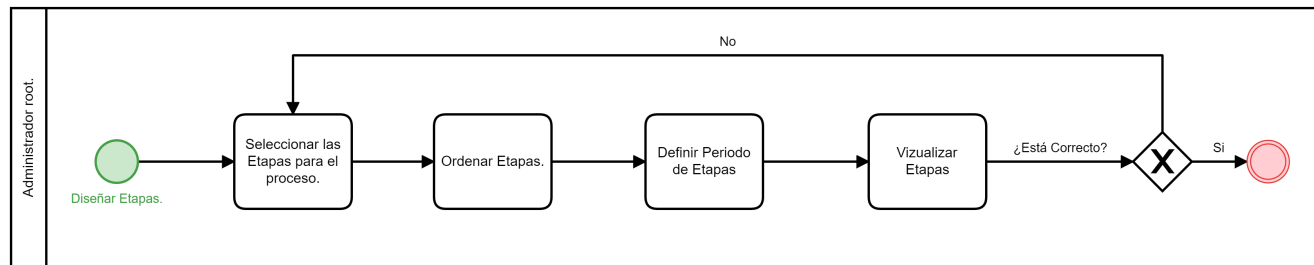 Administrador root.
No
Diseñar Etapas.
Seleccionar las
Etapas para el
proceso.
Ordenar Etapas.
Definir Periodo
de Etapas
Vizualizar
Etapas
¿Está Correcto?
X
Si